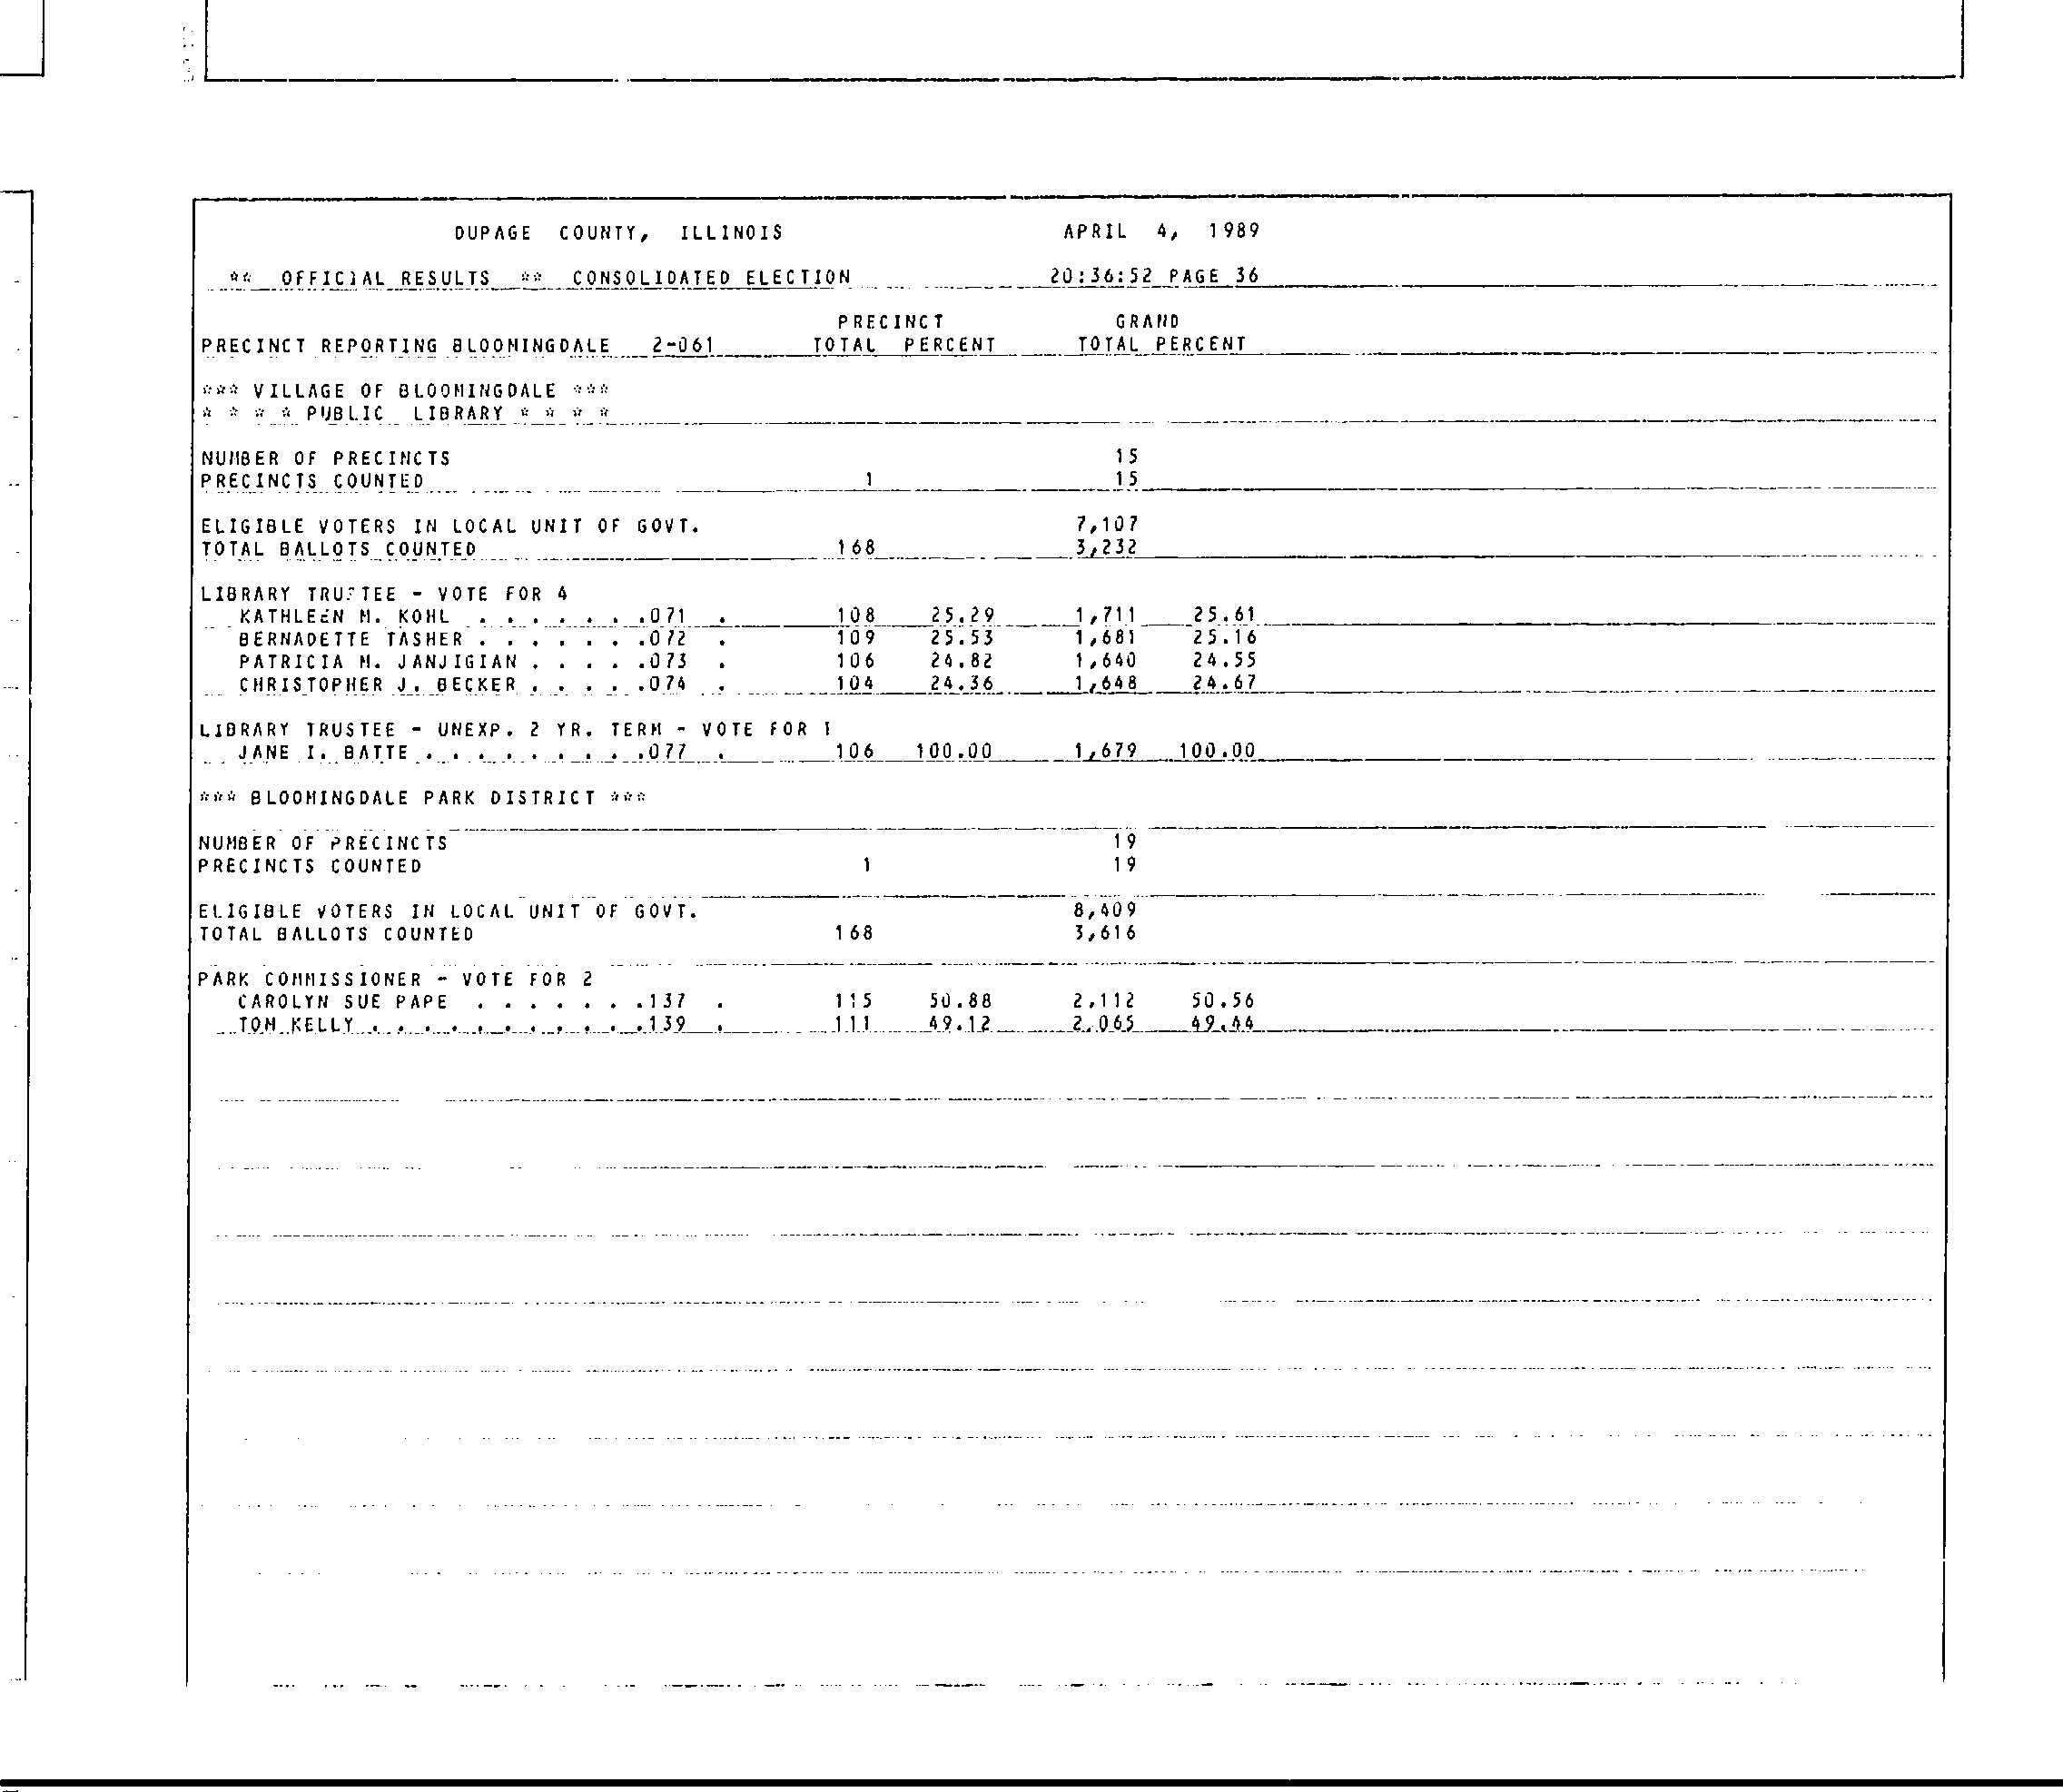 DUPAGE COUNTY, ILLINOIS APRIL 4, 1989
** OFFICIAL RESULTS ** CONSOLIDATED ELECTION 20:36:52 PAGE 36
PRECINCT GRAND
PRECINCT REPORTING BLOOMINGDALE 2-061 TOTAL PERCENT TOTAL PERCENT
*** VILLAGE OF BLOOMINGDALE ***
* * * * PUBLIC LIBRARY * * * *
NUMBER OF PRECINCTS 15
PRECINCTS COUNTED 1 15
ELIGIBLE VOTERS IN LOCAL UNIT OF GOVT. 7,107
TOTAL BALLOTS COUNTED 168 3,232
LIBRARY TRUSTEE - VOTE FOR 4
KATHLEEN M. KOHL . . . . . . .071 . 108 25.29 1,711 25.61
BERNADETTE TASHER . . . . . . .072 . 109 25.53 1,681 25.16
PATRICIA M. JANJIGIAN . . . . .073 . 106 24.82 1,640 24.55
CHRISTOPHER J. BECKER . . . . .074 . 104 24.36 1,648 24.67
LIBRARY TRUSTEE - UNEXP. 2 YR. TERM - VOTE FOR 1
JANE I. BATTE . . . . . . . . .077 . 106 100.00 1,679 100.00
*** BLOOMINGDALE PARK DISTRICT ***
NUMBER OF PRECINCTS 19
PRECINCTS COUNTED 1 19
ELIGIBLE VOTERS IN LOCAL UNIT OF GOVT. 8,409
TOTAL BALLOTS COUNTED 168 3,616
PARK COMMISSIONER - VOTE FOR 2
CAROLYN SUE PAPE . . . . . . .137 . 115 50.88 2,112 50.56
TOM KELLY . . . . . . . . . . .139 . 111 49.12 2,065 49.44